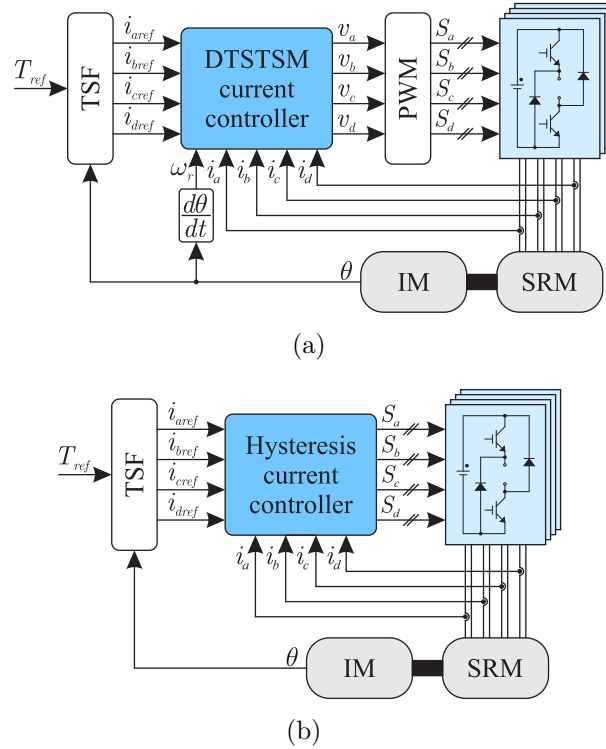 T_ref
TSF
i_aref
i_bref
i_cref
i_dref
DTSTSM
current
controller
v_a
v_b
v_c
v_d
PWM
S_a
S_b
S_c
S_d
ω_r
i_a
i_b
i_c
i_d
dθ
dt
θ
IM
SRM
(a)
T_ref
TSF
i_aref
i_bref
i_cref
i_dref
Hysteresis
current
controller
S_a
S_b
S_c
S_d
i_a
i_b
i_c
i_d
θ
IM
SRM
(b)